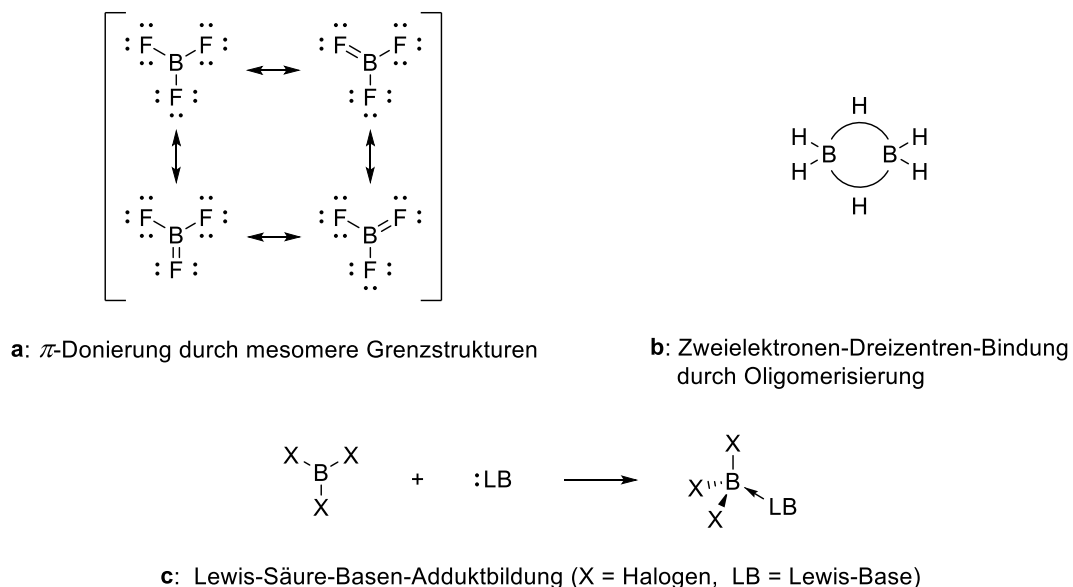 F F F F
B B
F F
H
H H
B B
H H
H
F F F F
B B
F F
a: π-Donierung durch mesomere Grenzstrukturen
b: Zweielektronen-Dreizentren-Bindung
durch Oligomerisierung
X X
B
X
+
:LB
X
X B
X
LB
c: Lewis-Säure-Basen-Adduktbildung (X = Halogen, LB = Lewis-Base)